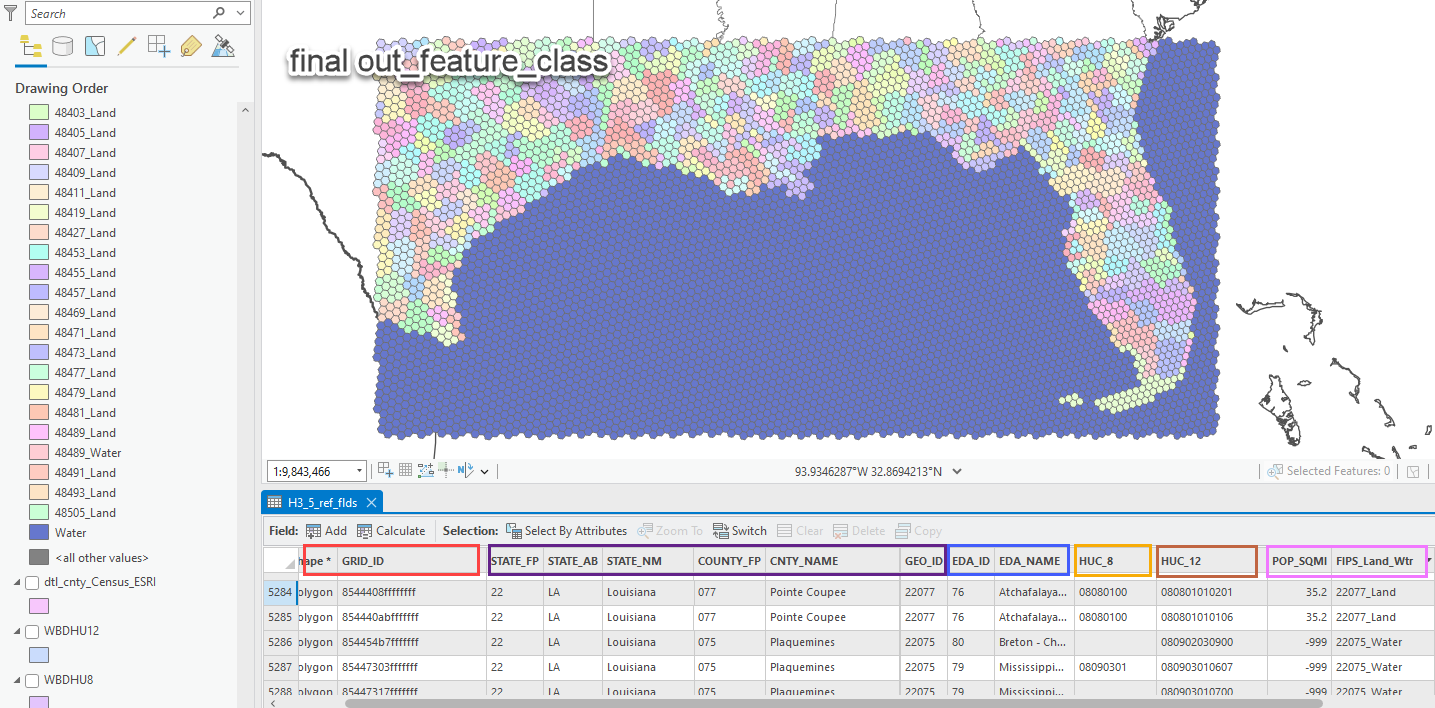 Search
final out_feature_class
Drawing Order
48403_Land
48405_Land
48407_Land
48409_Land
48411_Land
48419_Land
48427_Land
48453_Land
48455_Land
48457_Land
48469_Land
48471_Land
48473_Land
48477_Land
48479_Land
48481_Land
48489_Land
48489_Water
48491_Land
48493_Land
48505_Land
Water
<all other values>
dtl_cnty_Census_ESRI
WBDHU12
WBDHU8
1:9,843,466 93.9346287°W 32.8694213°N Selected Features: 0
H3_5_ref_flds
Field: Add Calculate Selection: Select By Attributes Zoom To Switch Clear Delete Copy
hape * GRID_ID STATE_FP STATE_AB STATE_NM COUNTY_FP CNTY_NAME GEO_ID EDA_ID EDA_NAME HUC_8 HUC_12 POP_SQMI FIPS_Land_Wtr
5284 olygon 8544408ffffffff 22 LA Louisiana 077 Pointe Coupee 22077 76 Atchafalaya... 08080100 080801010201 35.2 22077_Land
5285 olygon 854440abfffffff 22 LA Louisiana 077 Pointe Coupee 22077 76 Atchafalaya... 08080100 080801010106 35.2 22077_Land
5286 olygon 854454b7fffffff 22 LA Louisiana 075 Plaquemines 22075 80 Breton - Ch... 080902030900 -999 22075_Water
5287 olygon 85447303fffffff 22 LA Louisiana 075 Plaquemines 22075 79 Mississippi... 08090301 080903010607 -999 22075_Water
5288 olygon 85447317fffffff 22 LA Louisiana 075 Plaquemines 22075 79 Mississippi... 080903010700 -999 22075_Water